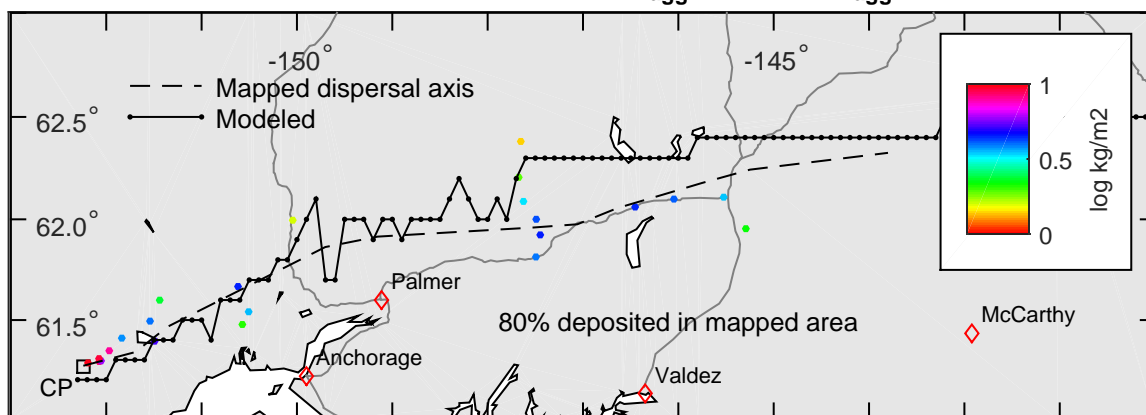 -150°
-145°
Mapped dispersal axis
Modeled
62.5°
62.0°
61.5°
1
0.5
0
log kg/m2
Palmer
McCarthy
80% deposited in mapped area
Anchorage
Valdez
CP